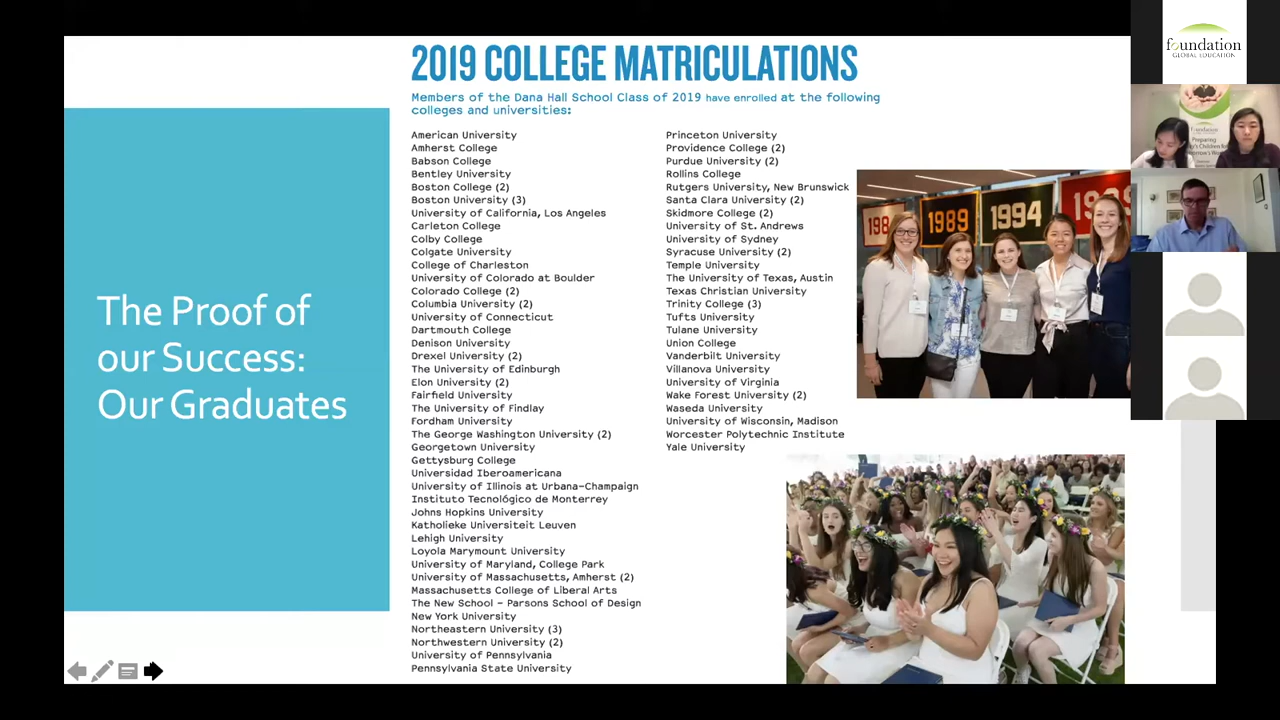 2019 COLLEGE MATRICULATIONS
Members of the Dana Hall School Class of 2019 have enrolled at the following
colleges and universities:
The Proof of
our Success:
Our Graduates
American University
Amherst College
Babson College
Bentley University
Boston College (2)
Boston University (3)
University of California, Los Angeles
Carleton College
Colby College
Colgate University
College of Charleston
University of Colorado at Boulder
Colorado College (2)
Columbia University (2)
University of Connecticut
Dartmouth College
Denison University
Drexel University (2)
The University of Edinburgh
Elon University (2)
Fairfield University
The University of Findlay
Fordham University
The George Washington University (2)
Georgetown University
Gettysburg College
Universidad Iberoamericana
University of Illinois at Urbana-Champaign
Instituto Tecnológico de Monterrey
Johns Hopkins University
Katholieke Universiteit Leuven
Lehigh University
Loyola Marymount University
University of Maryland, College Park
University of Massachusetts, Amherst (2)
Massachusetts College of Liberal Arts
The New School – Parsons School of Design
New York University
Northeastern University (3)
Northwestern University (2)
University of Pennsylvania
Pennsylvania State University
Princeton University
Providence College (2)
Purdue University (2)
Rollins College
Rutgers University, New Brunswick
Santa Clara University (2)
Skidmore College (2)
University of St. Andrews
University of Sydney
Syracuse University (2)
Temple University
The University of Texas, Austin
Texas Christian University
Trinity College (3)
Tufts University
Tulane University
Union College
Vanderbilt University
Villanova University
University of Virginia
Wake Forest University (2)
Waseda University
University of Wisconsin, Madison
Worcester Polytechnic Institute
Yale University
198
1989
1994
foundation
GLOBAL EDUCATION
foundation
Preparing